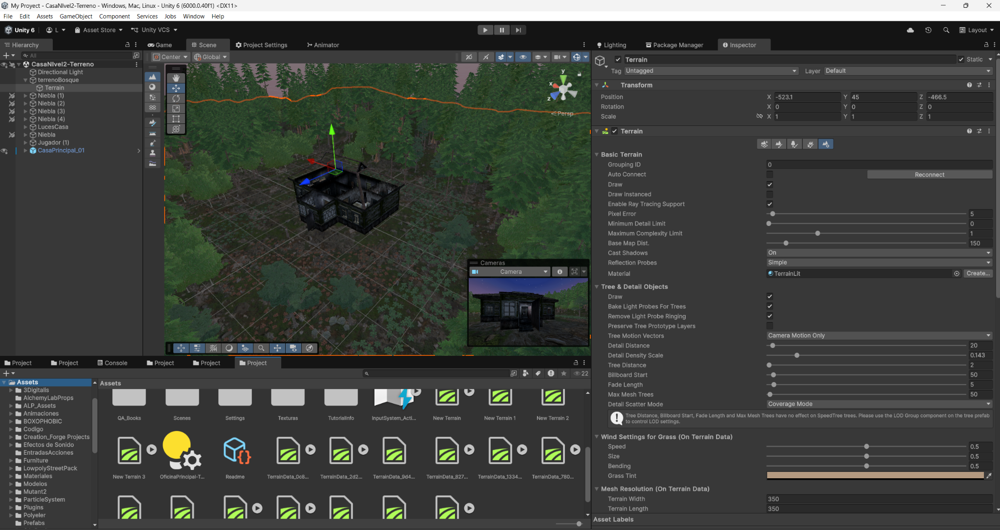 My Proyect - CasaNIvel2-Terreno - Windows, Mac, Linux - Unity 6 (6000.0.40f1) <DX11>
File Edit Assets GameObject Component Services Jobs Window Help
Unity 6 L Asset Store Unity VCS Layout
Hierarchy
All
CasaNIvel2-Terreno
Directional Light
terrenoBosque
Terrain
Niebla (1)
Niebla (2)
Niebla (3)
Niebla (4)
LucesCasa
Niebla
Jugador (1)
CasaPrincipal_01
Game Scene Project Settings Animator
Center Global
y
x
z
Persp
Cameras
Camera
Lighting Package Manager Inspector
Terrain Static
Tag Untagged Layer Default
Transform
Position X -523.1 Y 45 Z -466.5
Rotation X 0 Y 0 Z 0
Scale X 1 Y 1 Z 1
Terrain
Basic Terrain
Grouping ID 0
Auto Connect Reconnect
Draw
Draw Instanced
Enable Ray Tracing Support
Pixel Error 5
Minimum Detail Limit 0
Maximum Complexity Limit 1
Base Map Dist. 150
Cast Shadows On
Reflection Probes Simple
Material TerrainLit Create...
Tree & Detail Objects
Draw
Bake Light Probes For Trees
Remove Light Probe Ringing
Preserve Tree Prototype Layers
Tree Motion Vectors Camera Motion Only
Detail Distance 20
Detail Density Scale 0.143
Tree Distance 2
Billboard Start 50
Fade Length 5
Max Mesh Trees 50
Detail Scatter Mode Coverage Mode
Tree Distance, Billboard Start, Fade Length and Max Mesh Trees have no effect on SpeedTree trees. Please use the LOD Group component on the tree prefab
to control LOD settings.
Wind Settings for Grass (On Terrain Data)
Speed 0.5
Size 0.5
Bending 0.5
Grass Tint
Mesh Resolution (On Terrain Data)
Terrain Width 350
Terrain Length 350
Asset Labels
Project Project Console Project Project Project
22
Assets
3Digitalis
AlchemyLabProps
ALP_Assets
Animaciones
BOXOPHOBIC
Codigo
Creation_Forge Projects
Efectos de Sonido
EntradasAcciones
Furniture
LowpolyStreetPack
Materiales
Modelos
Mutant2
ParticleSystem
Plugins
Polyeler
Prefabs
Assets
QA_Books Scenes Settings Texturas TutorialInfo InputSystem_Acti... New Terrain New Terrain 1 New Terrain 2
New Terrain 3 OficinaPrincipal-T... Readme TerrainData_0c8... TerrainData_2d2... TerrainData_9d4... TerrainData_827... TerrainData_1334... TerrainData_780...